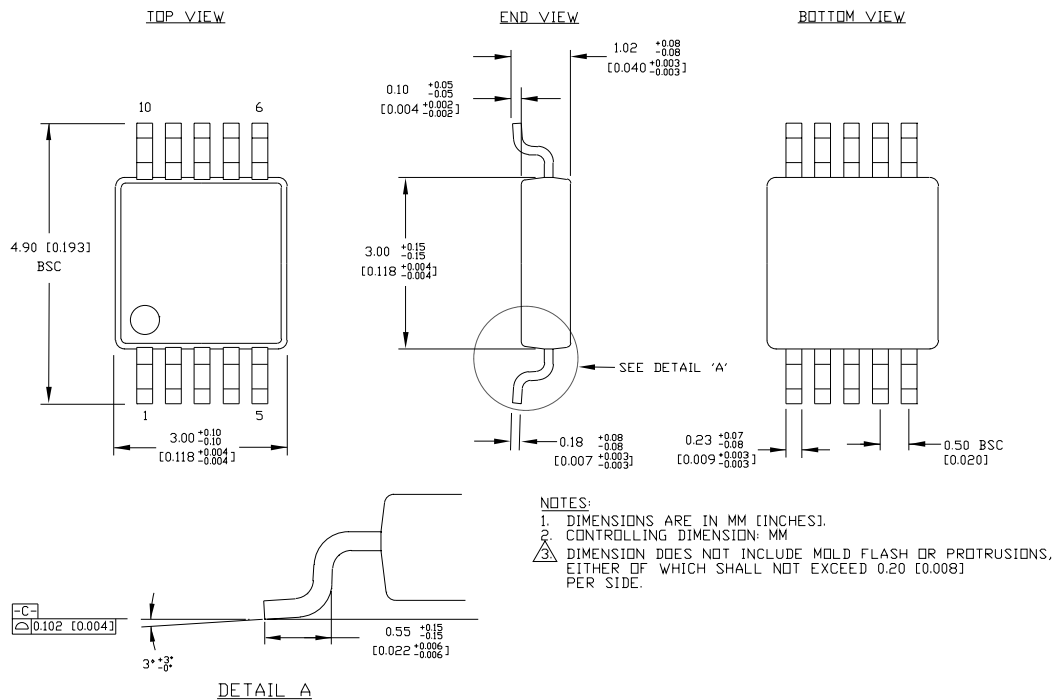 TOP VIEW
END VIEW
BOTTOM VIEW
1.02 +0.08 -0.08
[0.040 +0.003 -0.003]
0.10 +0.05 -0.05
[0.004 +0.002 -0.002]
10 6
4.90 [0.193]
BSC
3.00 +0.15 -0.15
[0.118 +0.004 -0.004]
SEE DETAIL 'A'
1 5
3.00 +0.10 -0.10
[0.118 +0.004 -0.004]
0.18 +0.08 -0.08
[0.007 +0.003 -0.003]
0.23 +0.07 -0.08
[0.009 +0.003 -0.003]
0.50 BSC
[0.020]
NOTES:
1. DIMENSIONS ARE IN MM [INCHES].
2. CONTROLLING DIMENSION: MM
3. DIMENSION DOES NOT INCLUDE MOLD FLASH OR PROTRUSIONS,
EITHER OF WHICH SHALL NOT EXCEED 0.20 [0.008]
PER SIDE.
-C-
0.102 [0.004]
3° +3° -0°
0.55 +0.15 -0.15
[0.022 +0.006 -0.006]
DETAIL A